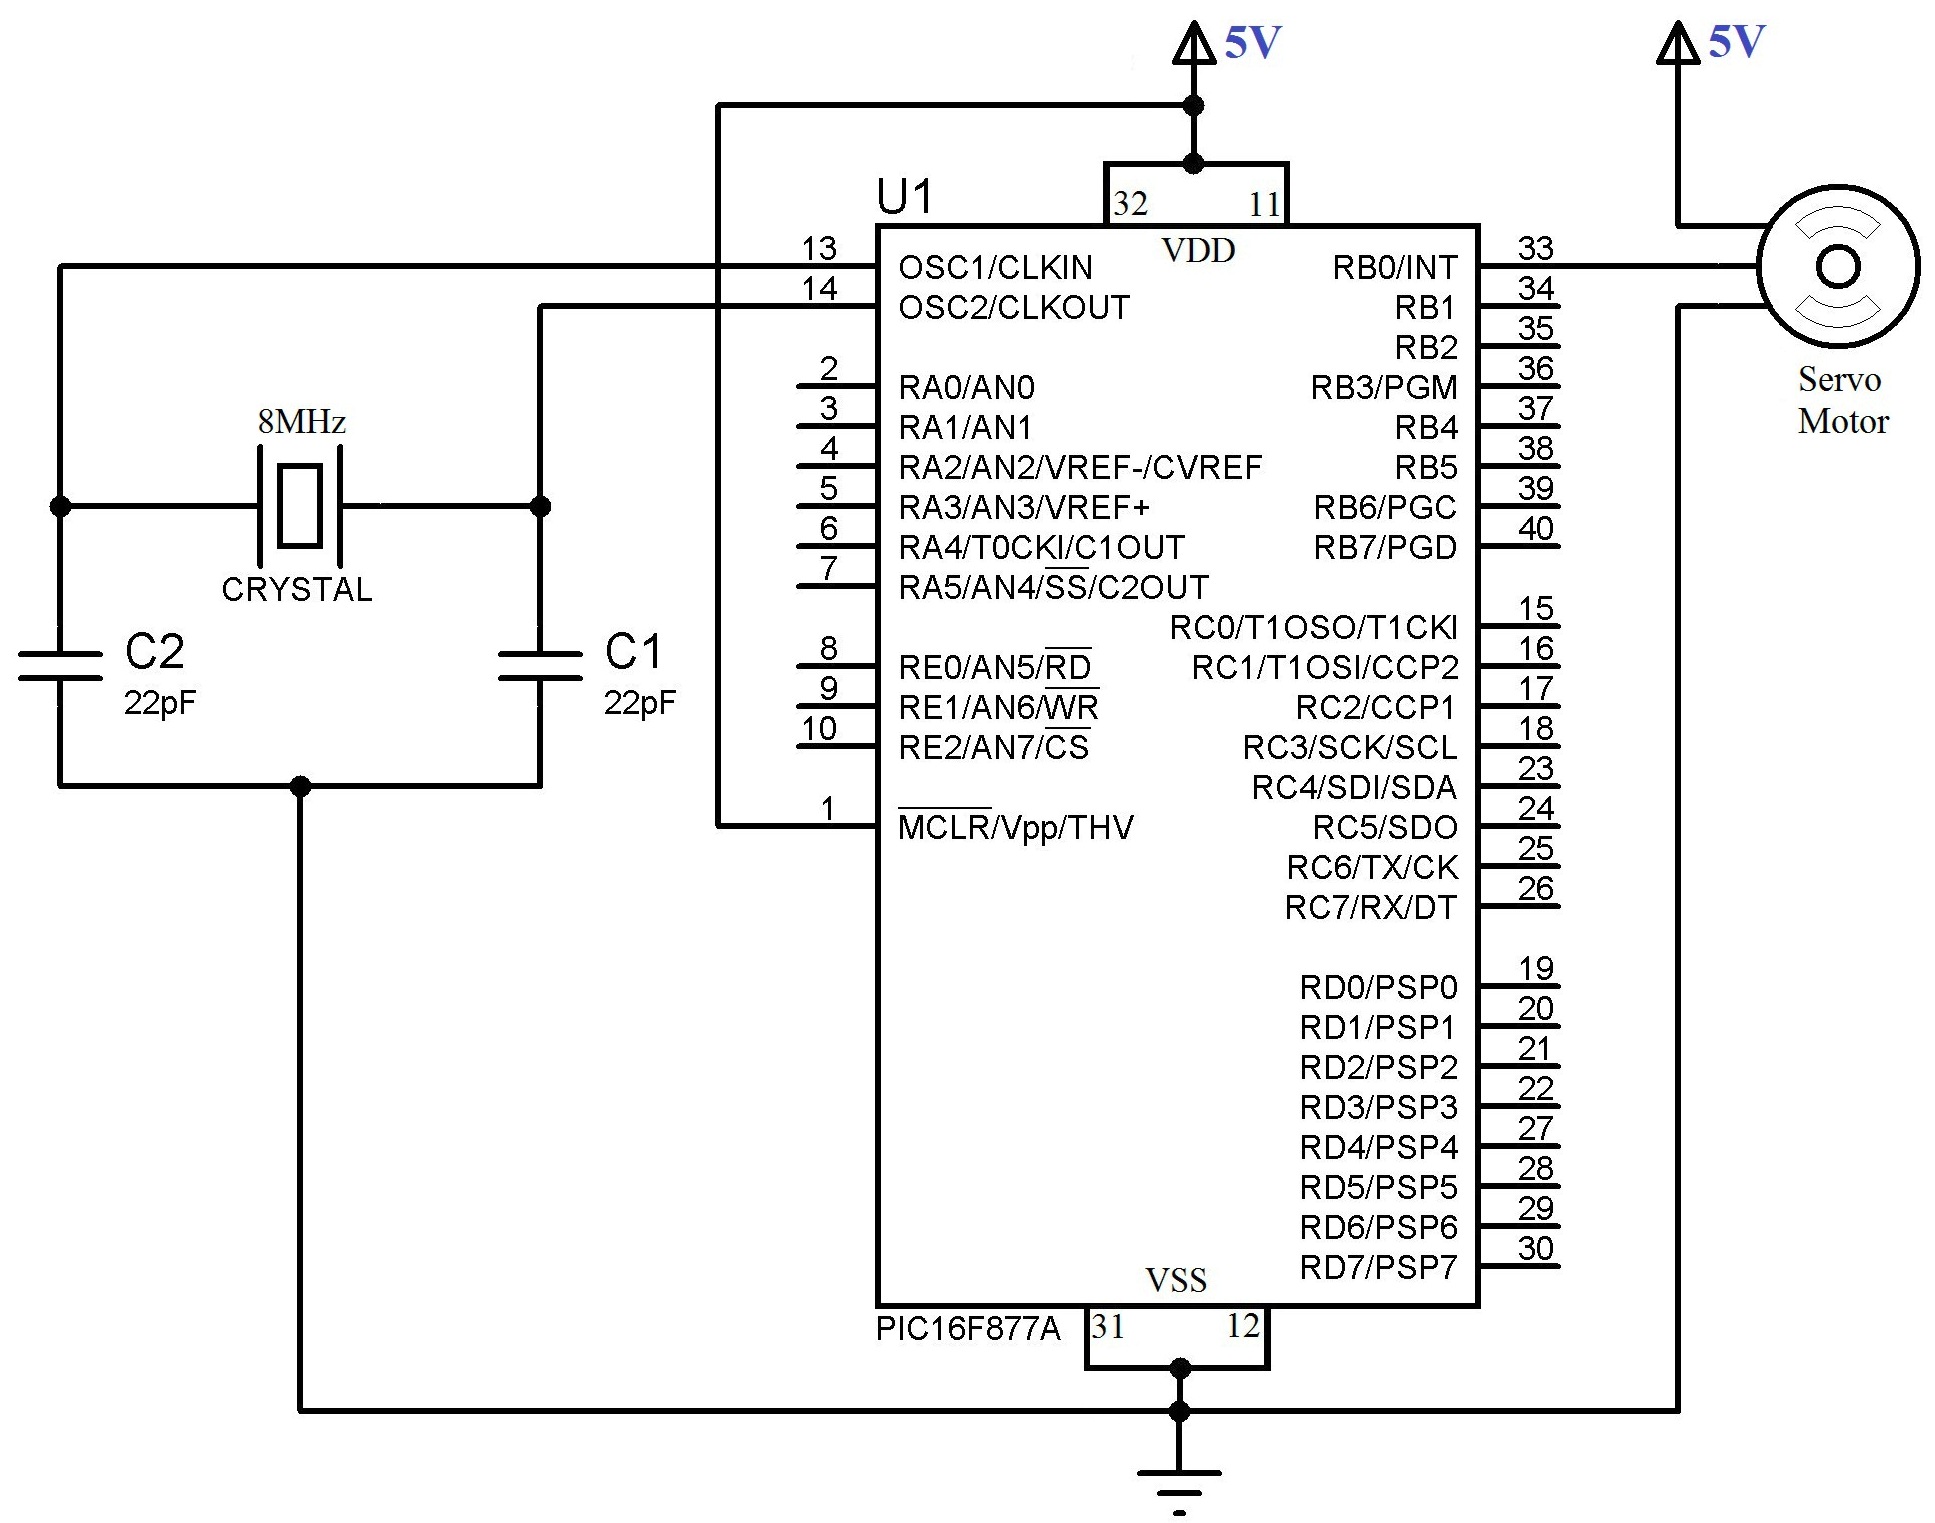 5V
5V
U1
32
11
VDD
13
OSC1/CLKIN
14
OSC2/CLKOUT
2
RA0/AN0
3
RA1/AN1
4
RA2/AN2/VREF-/CVREF
5
RA3/AN3/VREF+
6
RA4/T0CKI/C1OUT
7
RA5/AN4/SS/C2OUT
8
RE0/AN5/RD
9
RE1/AN6/WR
10
RE2/AN7/CS
1
MCLR/Vpp/THV
RB0/INT
33
RB1
34
RB2
35
RB3/PGM
36
RB4
37
RB5
38
RB6/PGC
39
RB7/PGD
40
RC0/T1OSO/T1CKI
15
RC1/T1OSI/CCP2
16
RC2/CCP1
17
RC3/SCK/SCL
18
RC4/SDI/SDA
23
RC5/SDO
24
RC6/TX/CK
25
RC7/RX/DT
26
RD0/PSP0
19
RD1/PSP1
20
RD2/PSP2
21
RD3/PSP3
22
RD4/PSP4
27
RD5/PSP5
28
RD6/PSP6
29
RD7/PSP7
30
VSS
PIC16F877A
31
12
8MHz
CRYSTAL
C2
22pF
C1
22pF
Servo
Motor